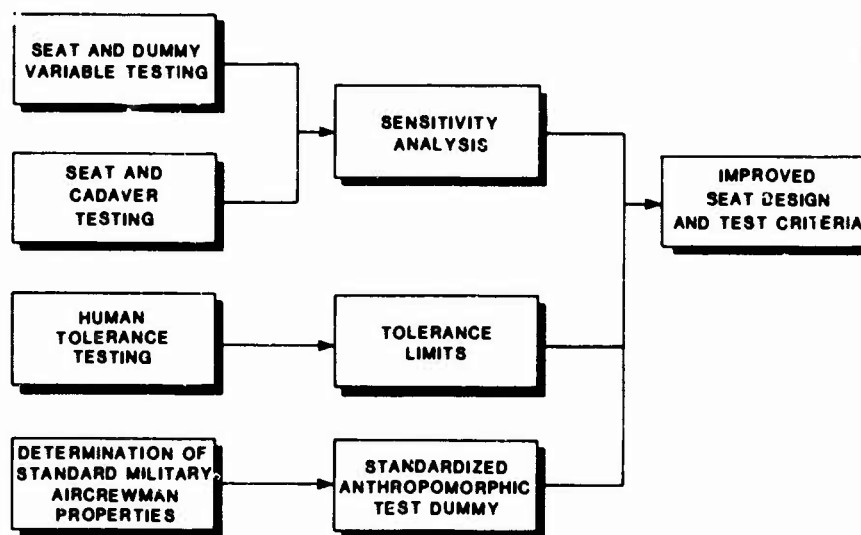 SEAT AND DUMMY
VARIABLE TESTING
SEAT AND
CADAVER
TESTING
SENSITIVITY
ANALYSIS
IMPROVED
SEAT DESIGN
AND TEST CRITERIA
HUMAN
TOLERANCE
TESTING
TOLERANCE
LIMITS
DETERMINATION OF
STANDARD MILITARY
AIRCREWMAN
PROPERTIES
STANDARDIZED
ANTHROPOMORPHIC
TEST DUMMY